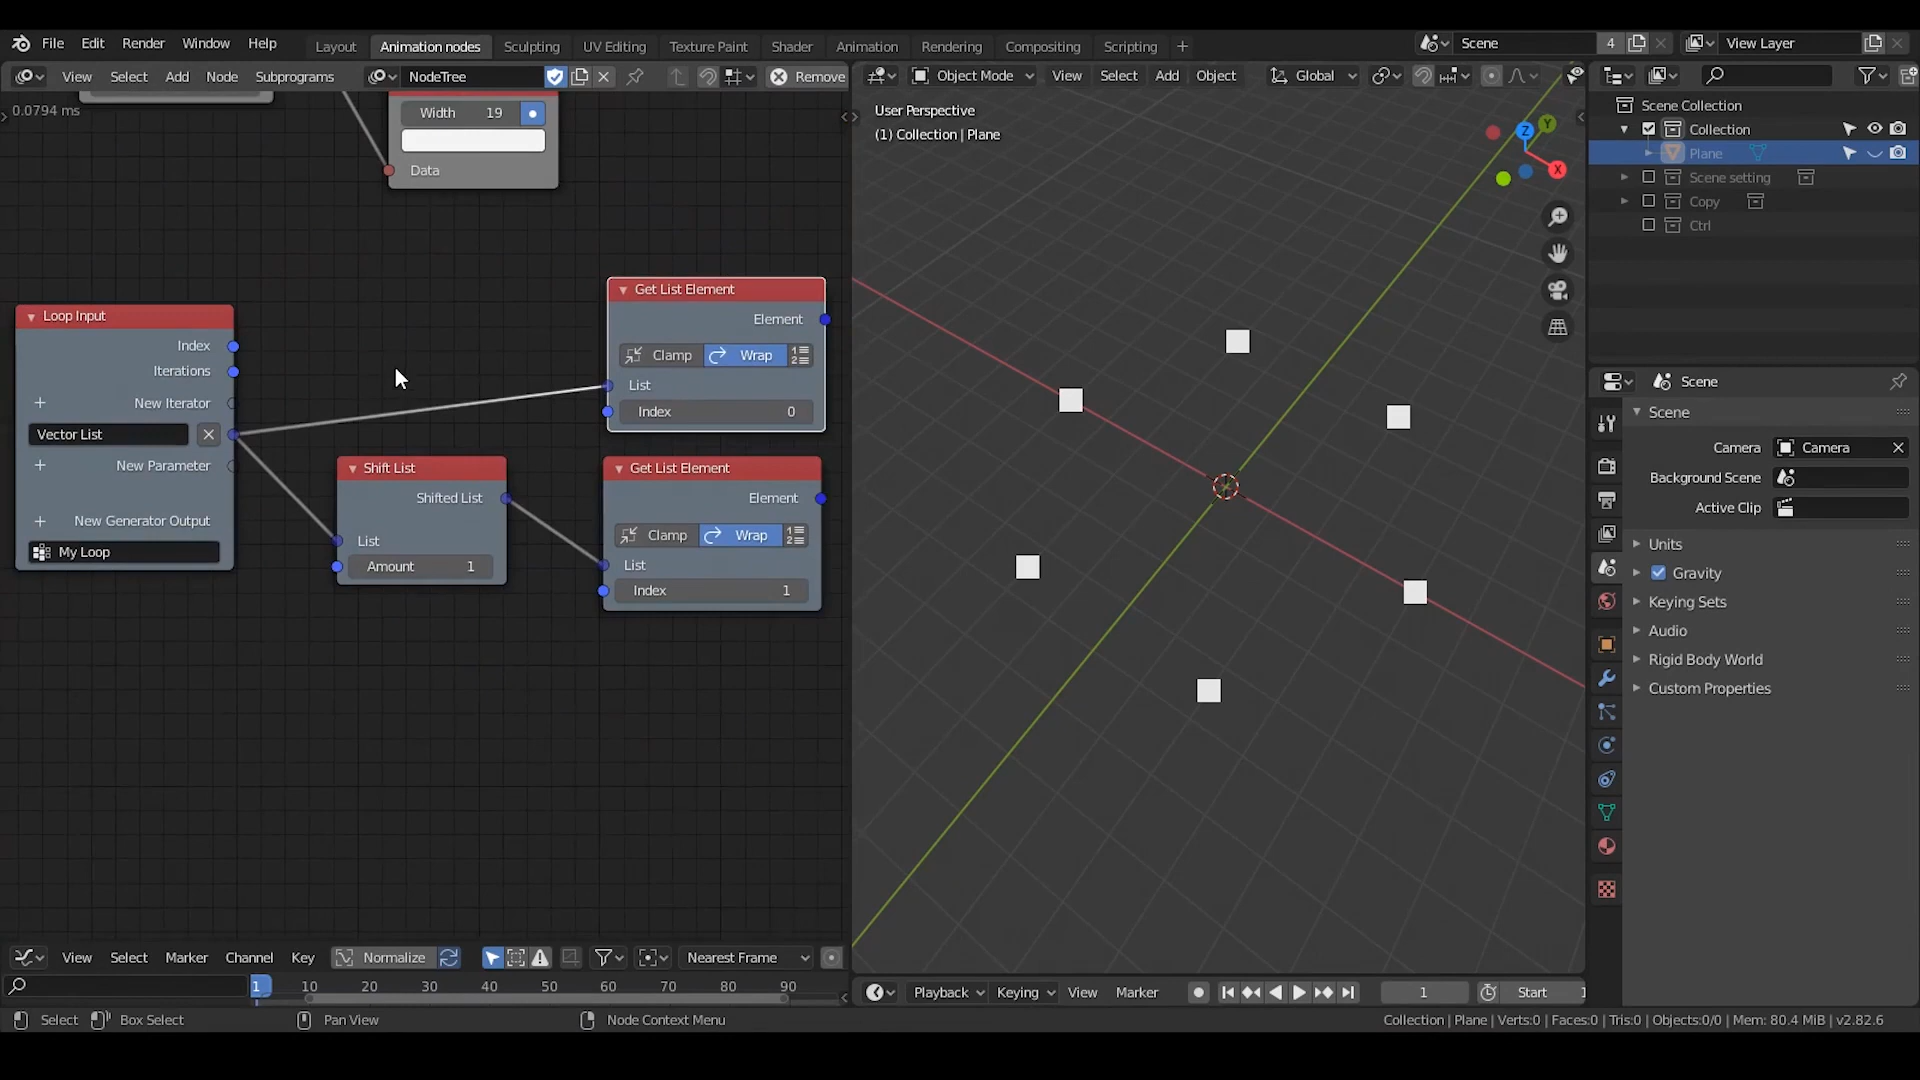 File Edit Render Window Help Layout Animation nodes Sculpting UV Editing Texture Paint Shader Animation Rendering Compositing Scripting + Scene 4 View Layer
View Select Add Node Subprograms NodeTree Remove
Object Mode View Select Add Object Global
0.0794 ms
Width 19
Data
Get List Element
Element
Clamp Wrap
List
Index 0
Loop Input
Index
Iterations
New Iterator
Vector List
New Parameter
New Generator Output
My Loop
Shift List
Shifted List
List
Amount 1
Get List Element
Element
Clamp Wrap
List
Index 1
User Perspective
(1) Collection | Plane
Z
Y
X
Scene Collection
Collection
Plane
Scene setting
Copy
Ctrl
Scene
Scene
Camera Camera
Background Scene
Active Clip
Units
Gravity
Keying Sets
Audio
Rigid Body World
Custom Properties
View Select Marker Channel Key Normalize Nearest Frame
1 10 20 30 40 50 60 70 80 90
Playback Keying View Marker 1 Start
Select Box Select Pan View Node Context Menu
Collection | Plane | Verts:0 | Faces:0 | Tris:0 | Objects:0/0 | Mem: 80.4 MiB | v2.82.6